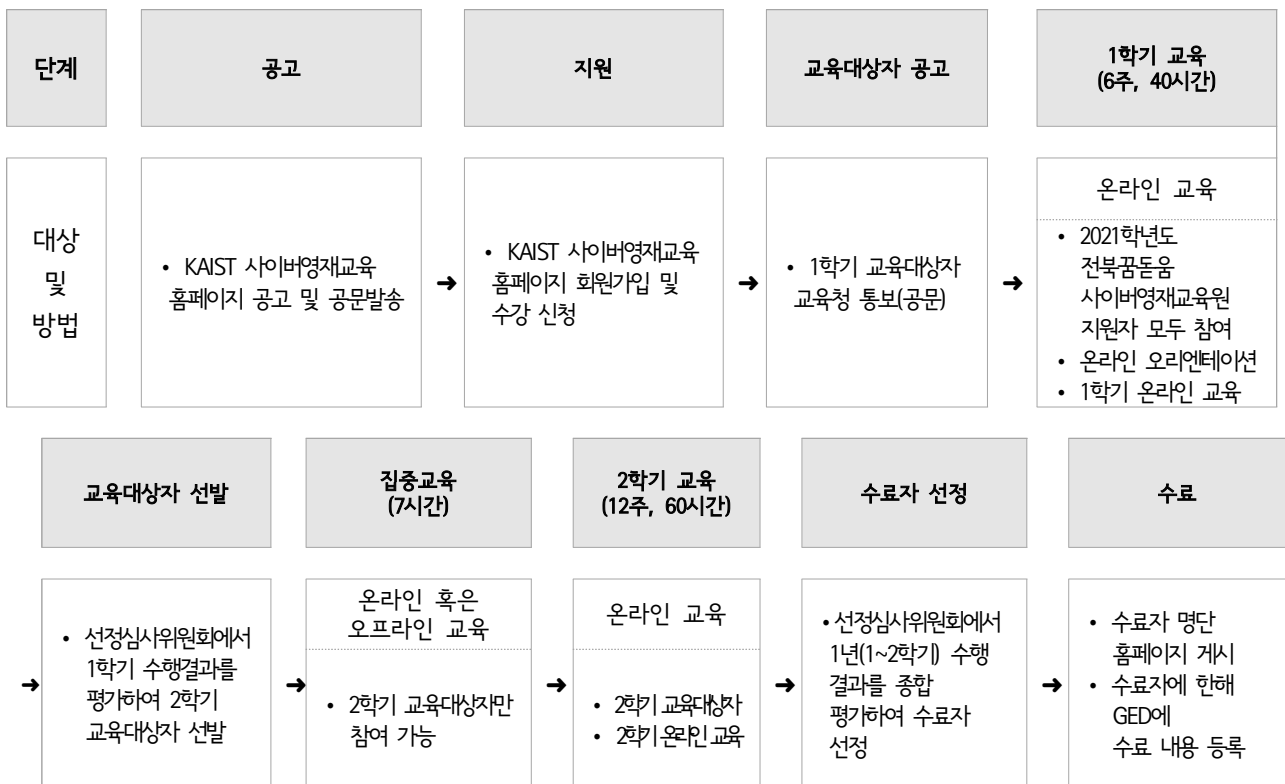 단계
공고
지원
교육대상자 공고
1학기 교육
(6주, 40시간)
대상
및
방법
• KAIST 사이버영재교육
홈페이지 공고 및 공문발송
➜
• KAIST 사이버영재교육
홈페이지 회원가입 및
수강 신청
➜
• 1학기 교육대상자
교육청 통보(공문)
➜
온라인 교육
• 2021학년도
전북꿈돋움
사이버영재교육원
지원자 모두 참여
• 온라인 오리엔테이션
• 1학기 온라인 교육
교육대상자 선발
집중교육
(7시간)
2학기 교육
(12주, 60시간)
수료자 선정
수료
➜
• 선정심사위원회에서
1학기 수행결과를
평가하여 2학기
교육대상자 선발
➜
온라인 혹은
오프라인 교육
• 2학기 교육대상자만
참여 가능
➜
온라인 교육
• 2학기 교육대상자
• 2학기 온라인 교육
➜
• 선정심사위원회에서
1년(1~2학기) 수행
결과를 종합
평가하여 수료자
선정
➜
• 수료자 명단
홈페이지 게시
• 수료자에 한해
GED에
수료 내용 등록